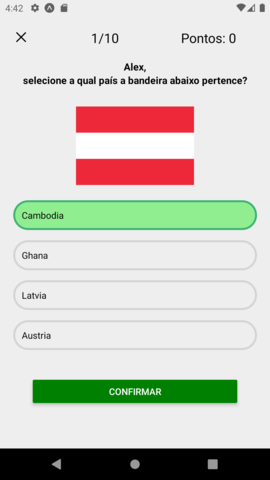 4:42
1/10
Pontos: 0
Alex,
selecione a qual país a bandeira abaixo pertence?
Cambodia
Ghana
Latvia
Austria
CONFIRMAR